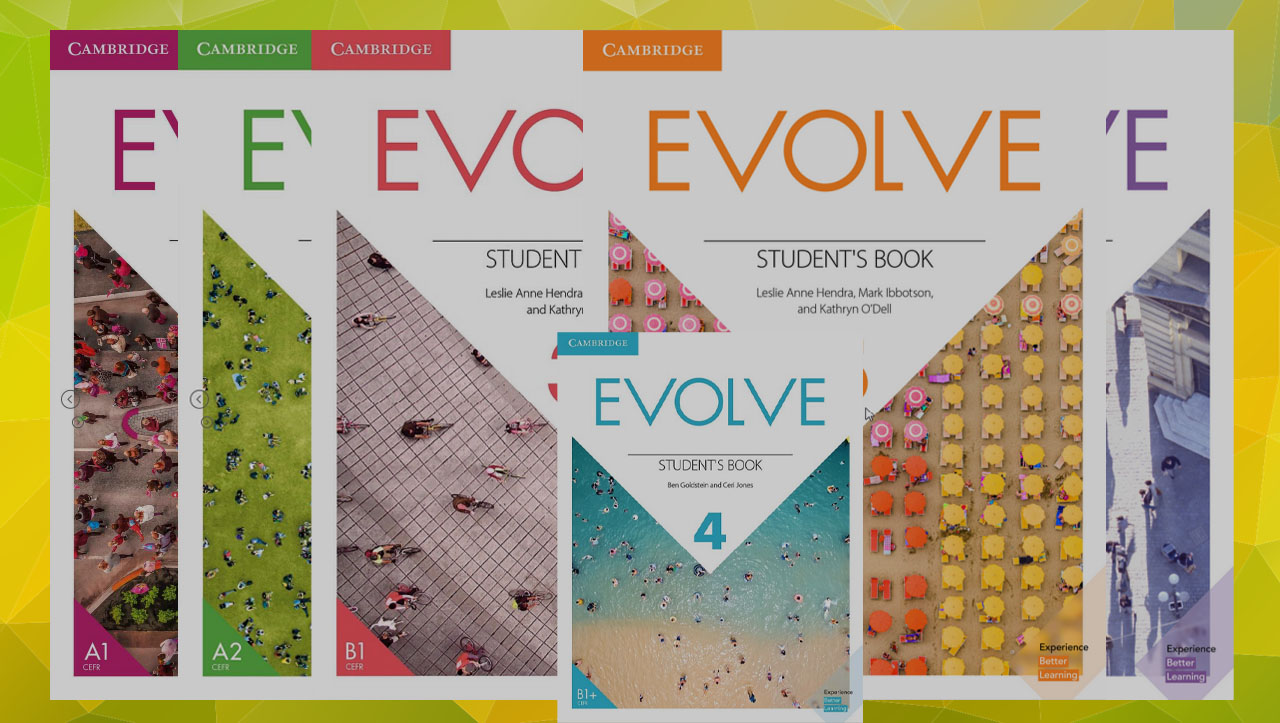 CAMBRIDGE
EV
A1
CEFR
CAMBRIDGE
EV
A2
CEFR
CAMBRIDGE
EVO
STUDENT
Leslie Anne Hendra
and Kathry
B1
CEFR
CAMBRIDGE
EVOLVE
STUDENT'S BOOK
Leslie Anne Hendra, Mark Ibbotson,
and Kathryn O'Dell
Experience
Better
Learning
CAMBRIDGE
EVOLVE
STUDENT'S BOOK
Ben Goldstein and Ceri Jones
4
B1+
CEFR
Experience
Better
Learning
VE
Experience
Better
Learning